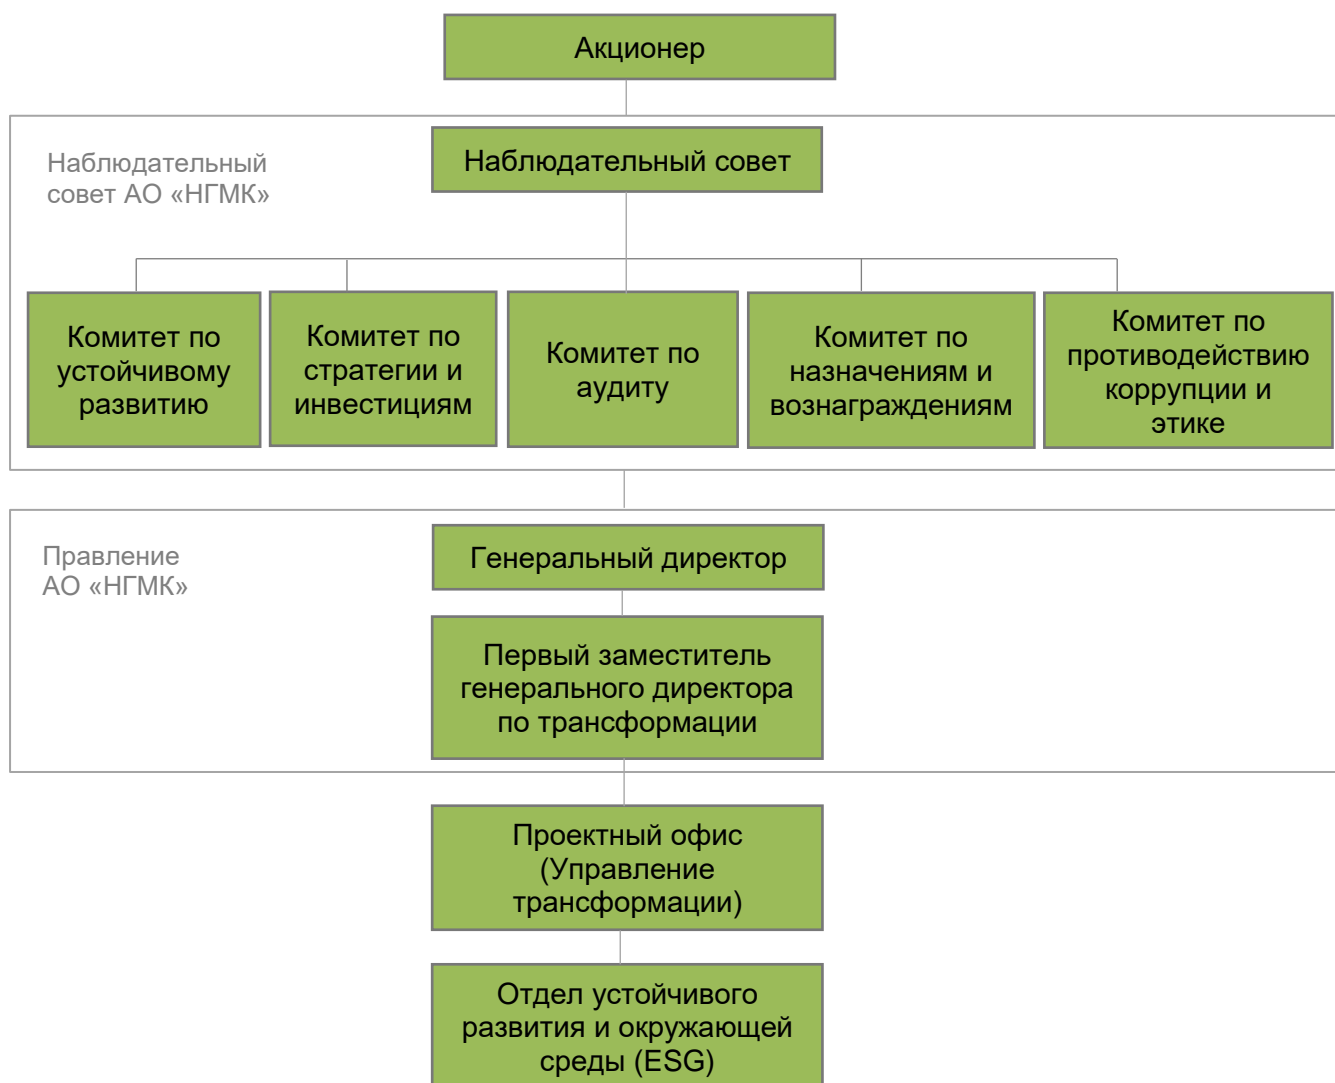 Акционер
Наблюдательный
совет АО «НГМК»
Наблюдательный совет
Комитет по
устойчивому
развитию
Комитет по
стратегии и
инвестициям
Комитет по
аудиту
Комитет по
назначениям и
вознаграждениям
Комитет по
противодействию
коррупции и
этике
Правление
АО «НГМК»
Генеральный директор
Первый заместитель
генерального директора
по трансформации
Проектный офис
(Управление
трансформации)
Отдел устойчивого
развития и окружающей
среды (ESG)